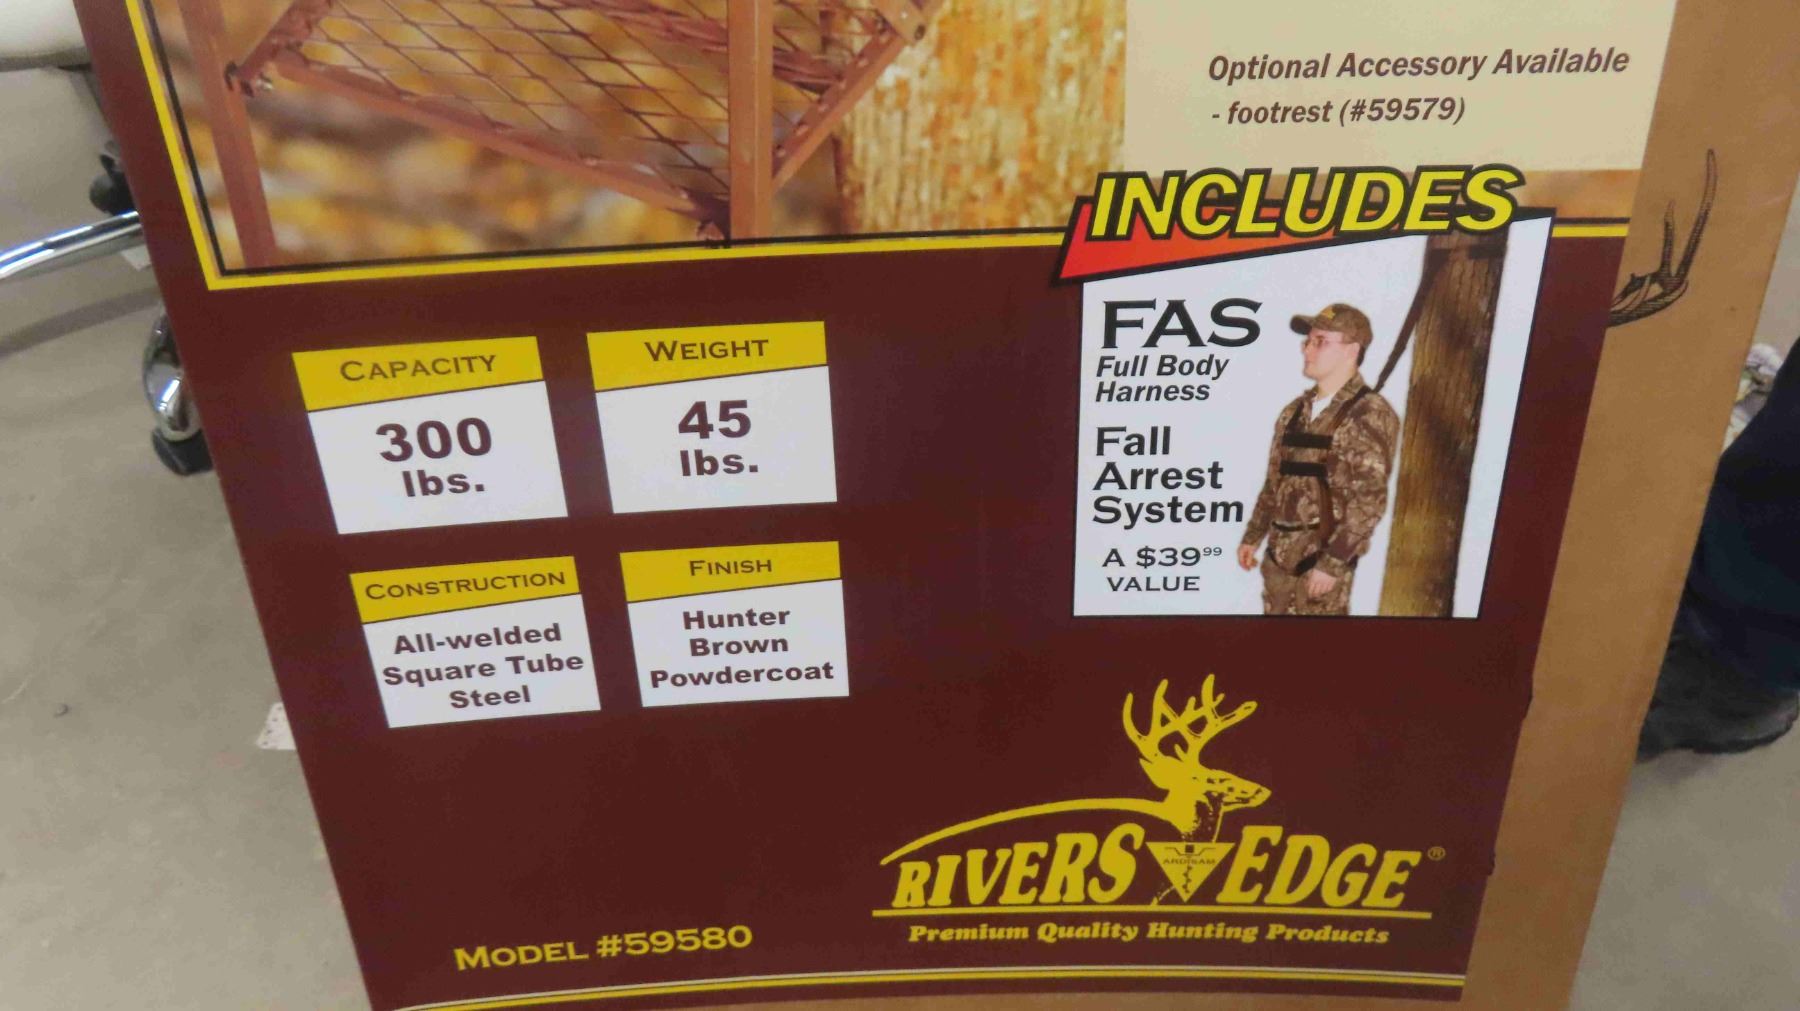 Optional Accessory Available
- footrest (#59579)
INCLUDES
FAS
Full Body
Harness
Fall
Arrest
System
A $39⁹⁹
VALUE
CAPACITY
300
lbs.
WEIGHT
45
lbs.
CONSTRUCTION
All-welded
Square Tube
Steel
FINISH
Hunter
Brown
Powdercoat
RIVERS EDGE®
ARDISAM
Premium Quality Hunting Products
MODEL #59580